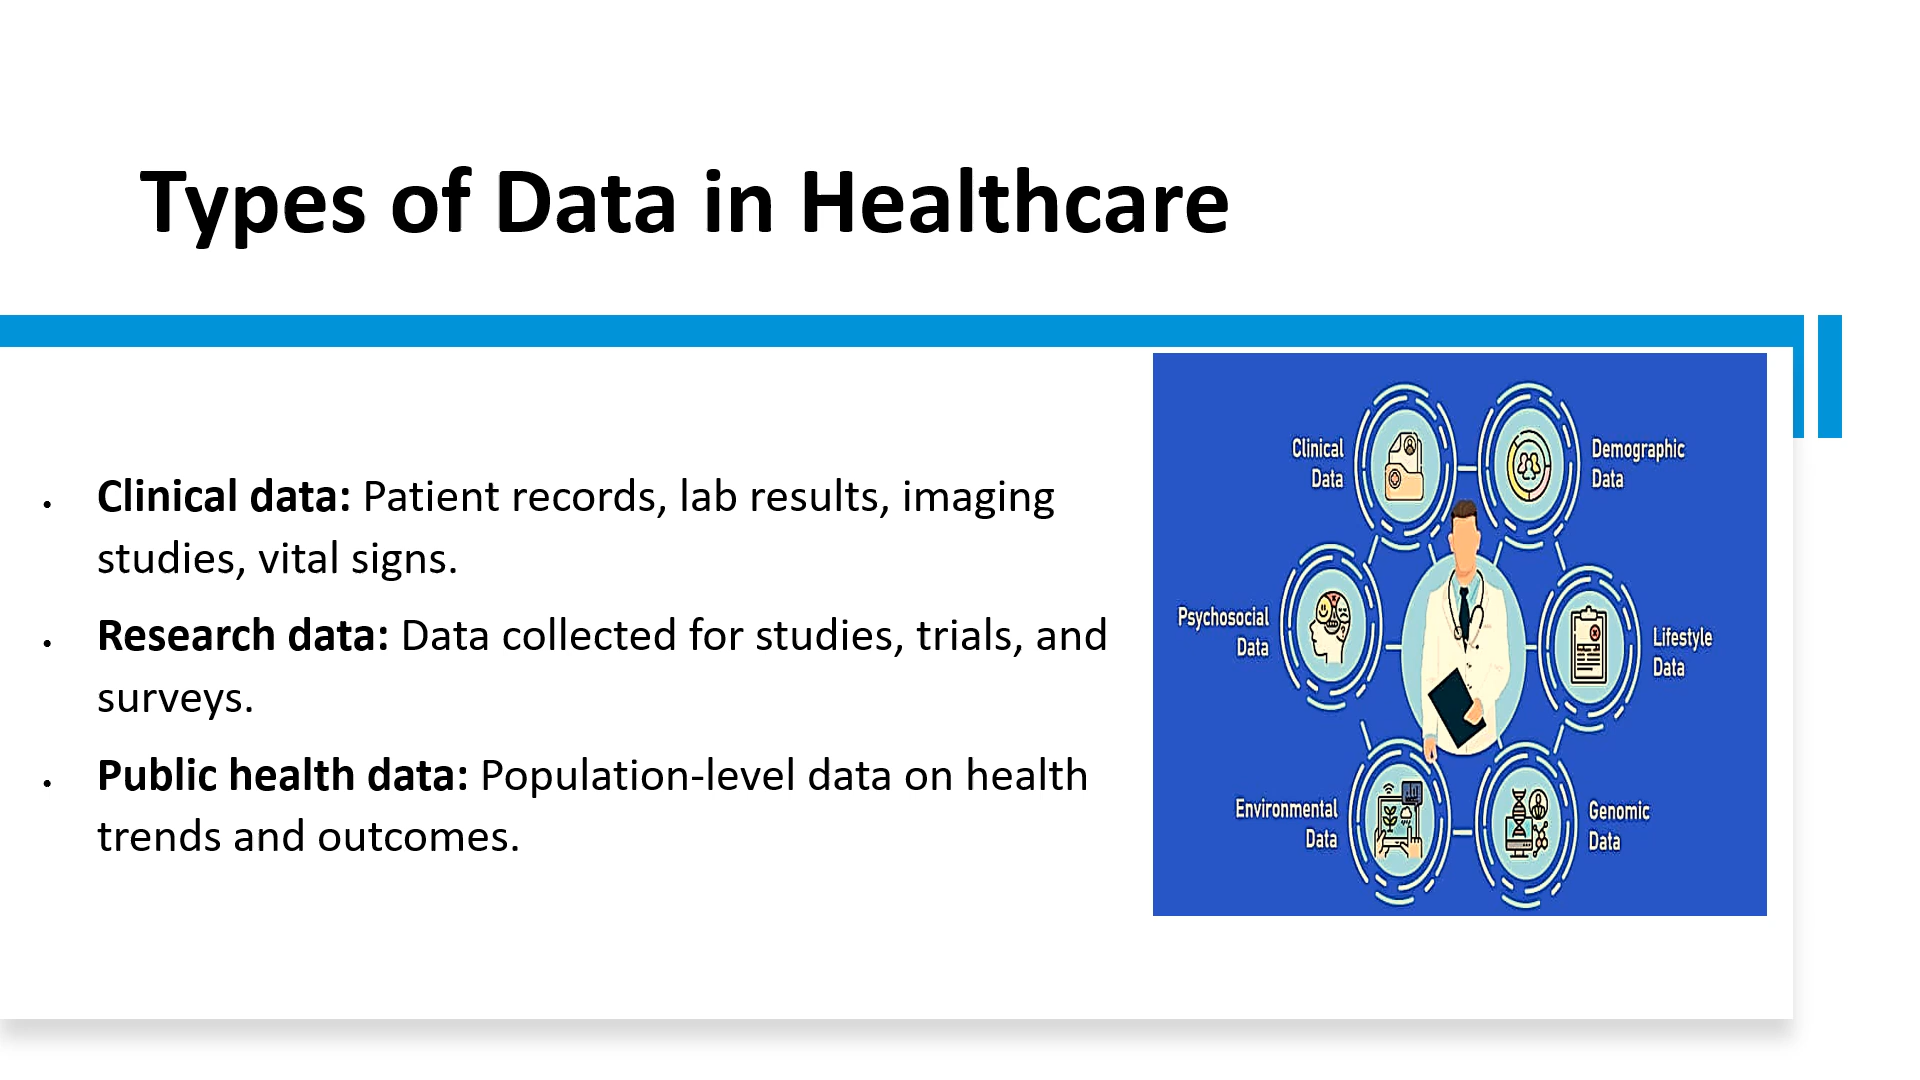 Types of Data in Healthcare
• Clinical data: Patient records, lab results, imaging
studies, vital signs.
• Research data: Data collected for studies, trials, and
surveys.
• Public health data: Population-level data on health
trends and outcomes.
Clinical
Data
Demographic
Data
Psychosocial
Data
Lifestyle
Data
Environmental
Data
Genomic
Data